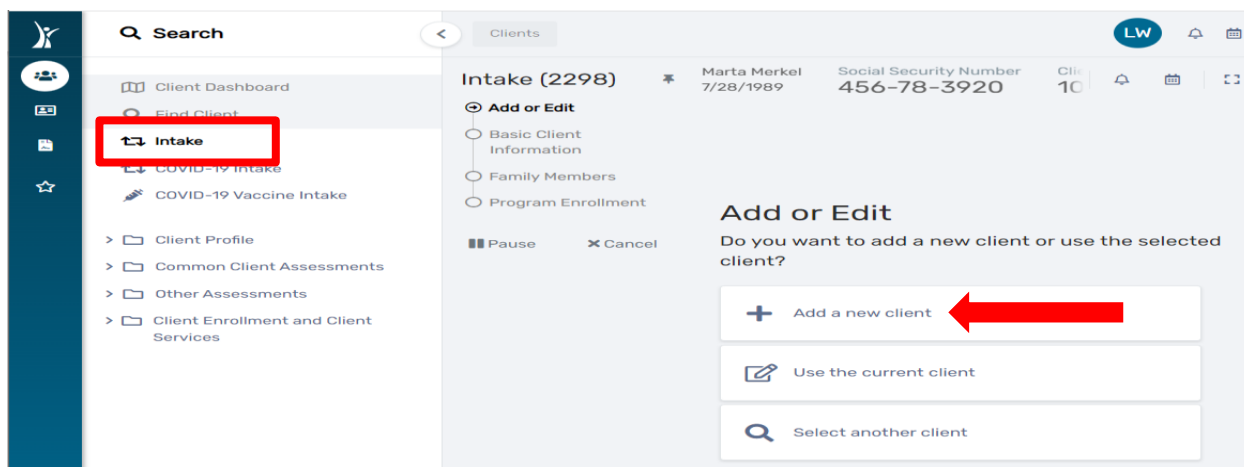 Search
Clients
LW
Client Dashboard
Find Client
Intake
COVID-19 Intake
COVID-19 Vaccine Intake
Client Profile
Common Client Assessments
Other Assessments
Client Enrollment and Client
Services
Intake (2298)
Add or Edit
Basic Client
Information
Family Members
Program Enrollment
Pause
Cancel
Marta Merkel
7/28/1989
Social Security Number
456-78-3920
10
Add or Edit
Do you want to add a new client or use the selected
client?
Add a new client
Use the current client
Select another client